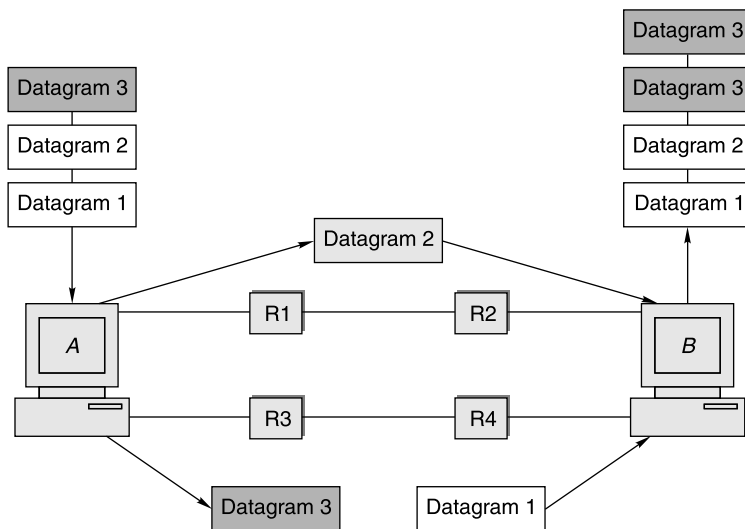 Datagram 3
Datagram 3
Datagram 3
Datagram 2
Datagram 2
Datagram 1
Datagram 1
Datagram 2
R1
R2
A
B
R3
R4
Datagram 3
Datagram 1